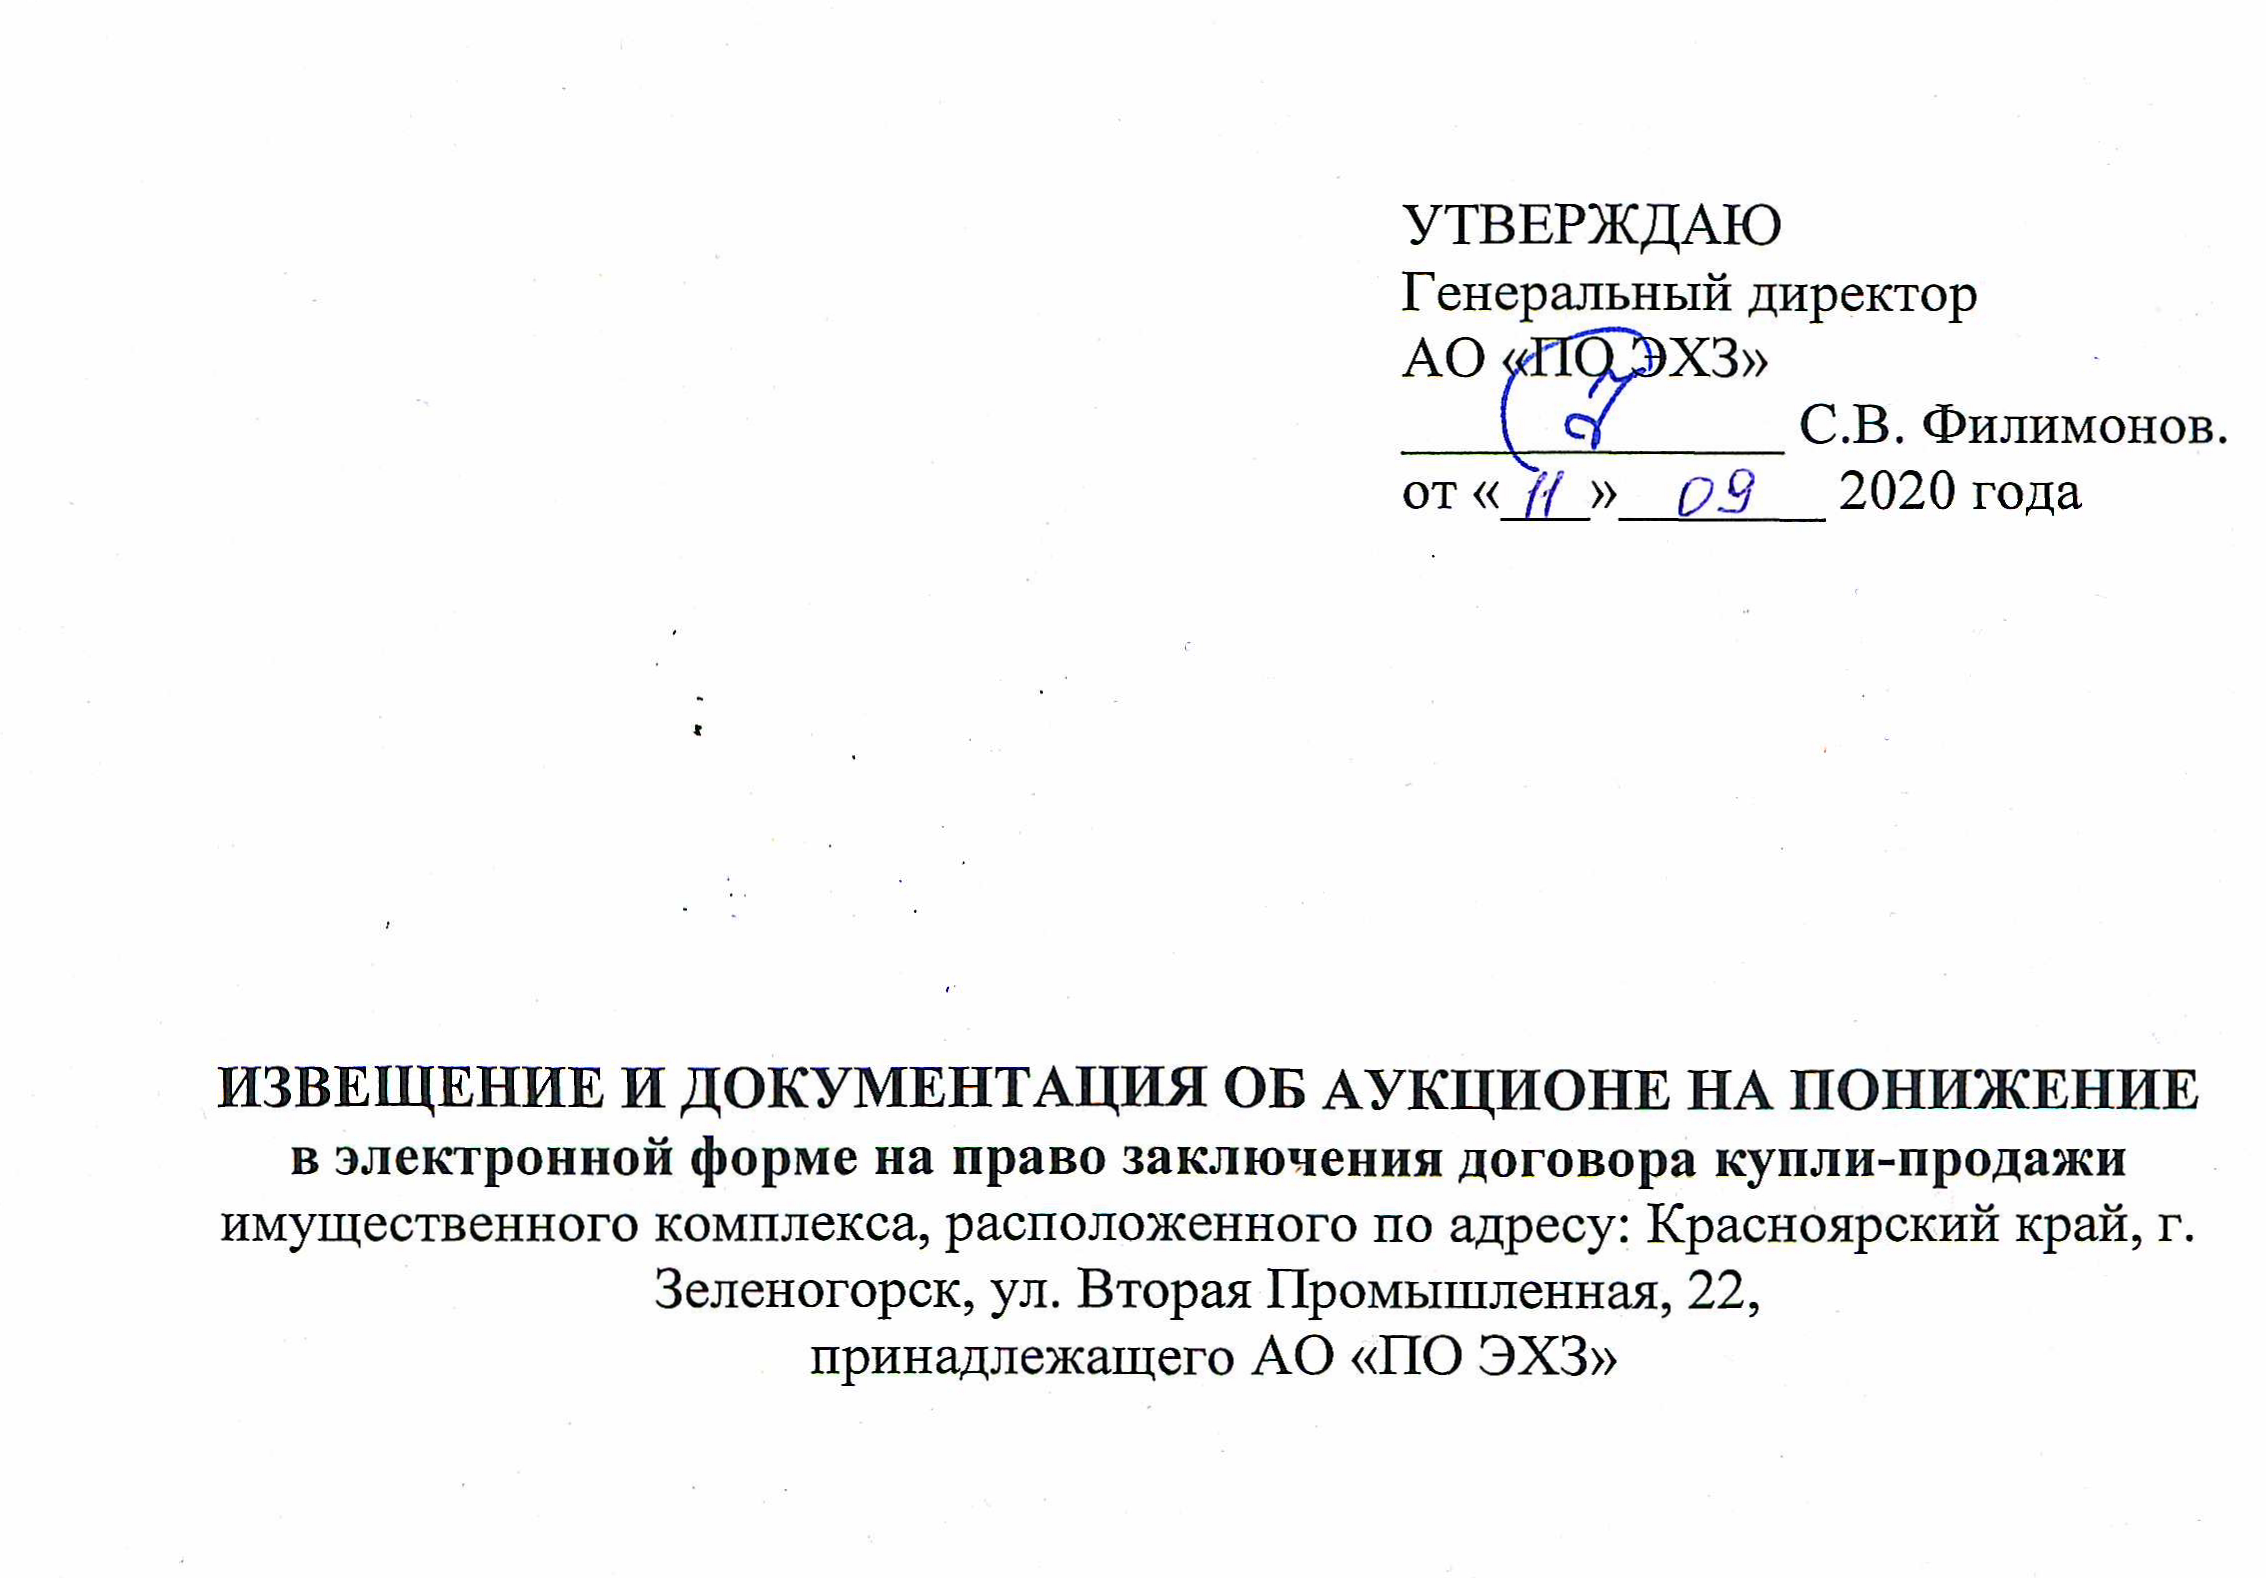 УТВЕРЖДАЮ
Генеральный директор
АО «ПО ЭХЗ»
______________ С.В. Филимонов.
от «11» 09 2020 года
ИЗВЕЩЕНИЕ И ДОКУМЕНТАЦИЯ ОБ АУКЦИОНЕ НА ПОНИЖЕНИЕ
в электронной форме на право заключения договора купли-продажи
имущественного комплекса, расположенного по адресу: Красноярский край, г.
Зеленогорск, ул. Вторая Промышленная, 22,
принадлежащего АО «ПО ЭХЗ»